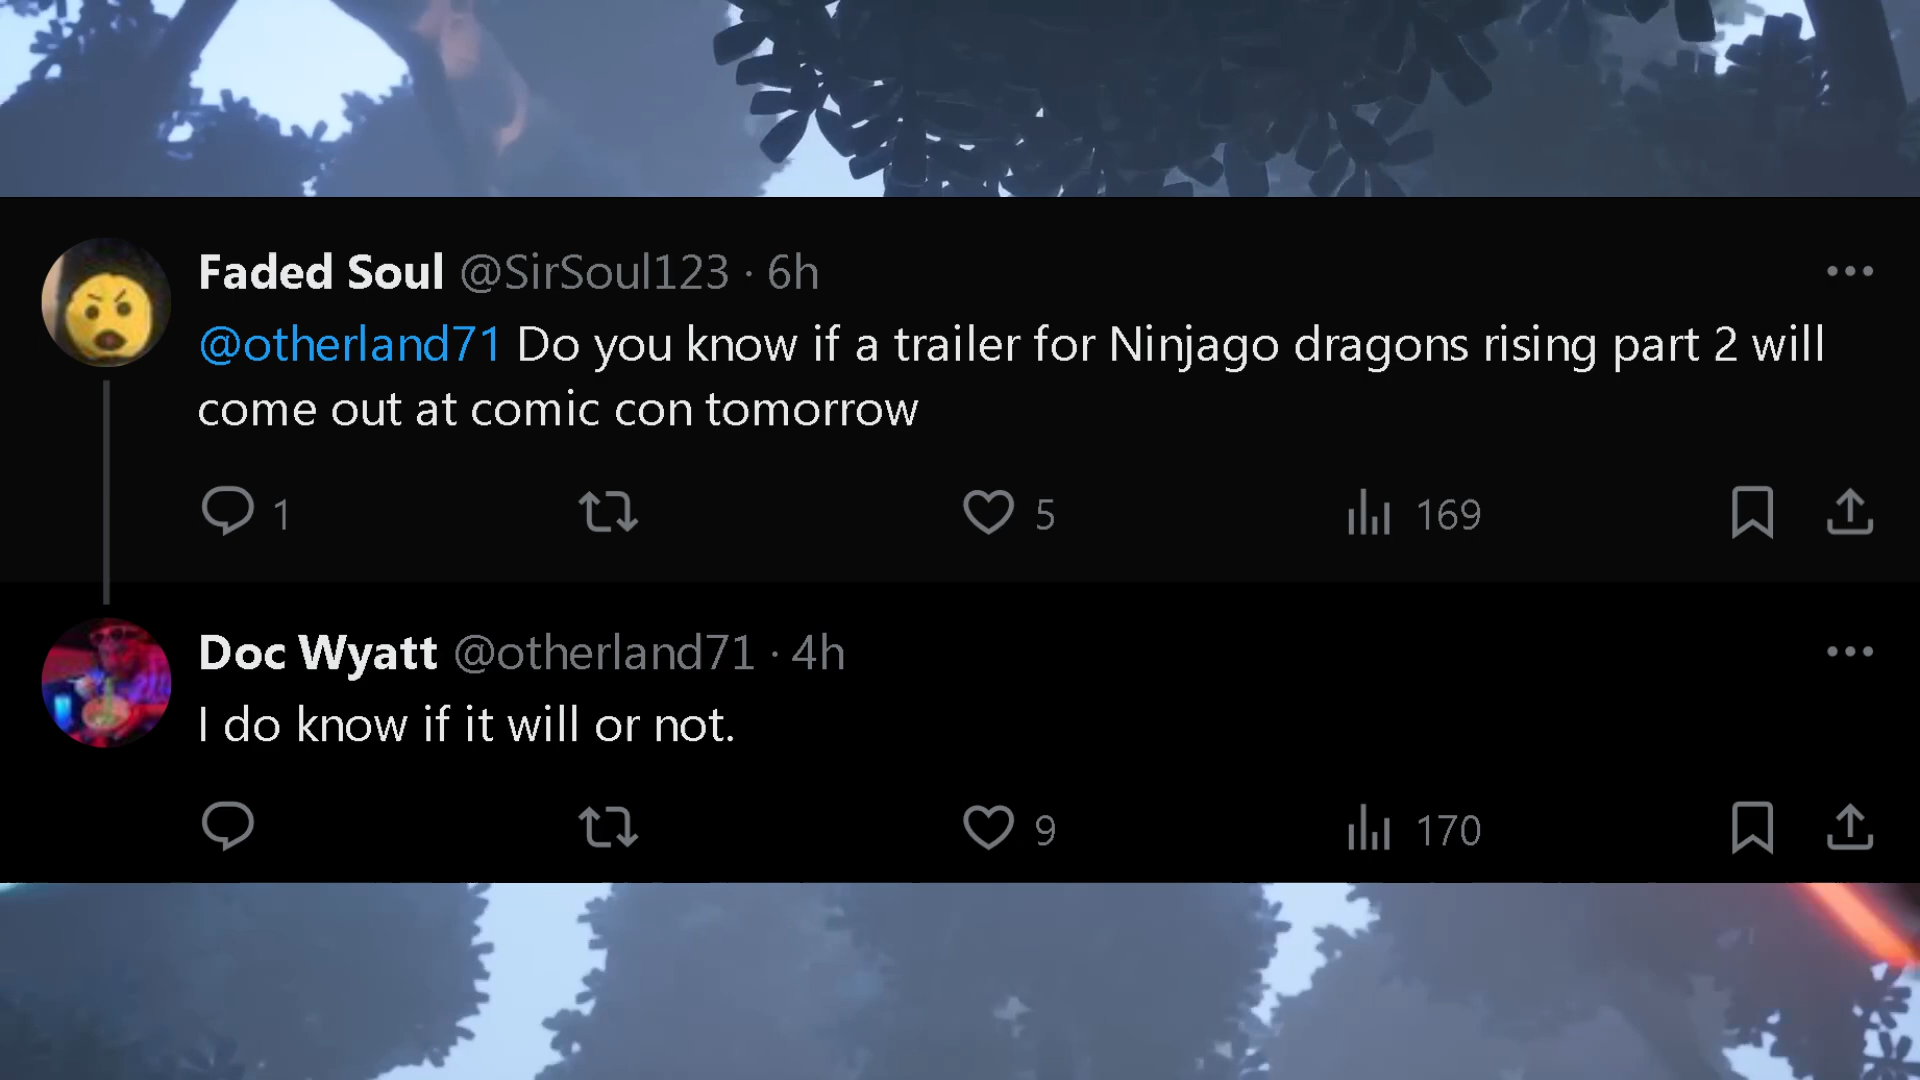 Faded Soul @SirSoul123 · 6h
@otherland71 Do you know if a trailer for Ninjago dragons rising part 2 will
come out at comic con tomorrow
1 5 169
Doc Wyatt @otherland71 · 4h
I do know if it will or not.
9 170